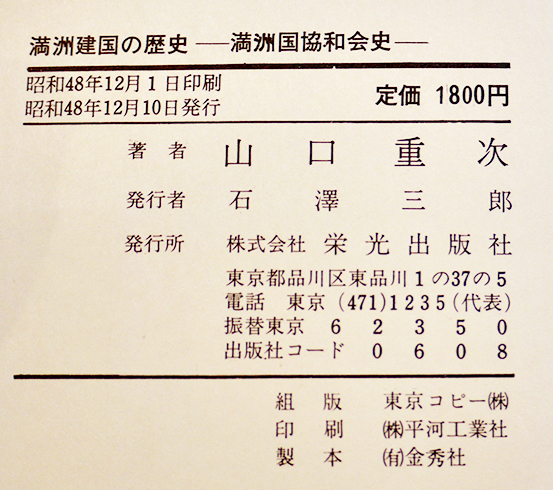 満洲建国の歴史 ──満洲国協和会史──
昭和48年12月1日印刷
昭和48年12月10日発行
定価 1800円
著者 山口重次
発行者 石澤三郎
発行所 株式会社 栄光出版社
東京都品川区東品川1の37の5
電話 東京 (471)1235(代表)
振替東京 62350
出版社コード 0608
組版 東京コピー㈱
印刷 ㈱平河工業社
製本 ㈲金秀社